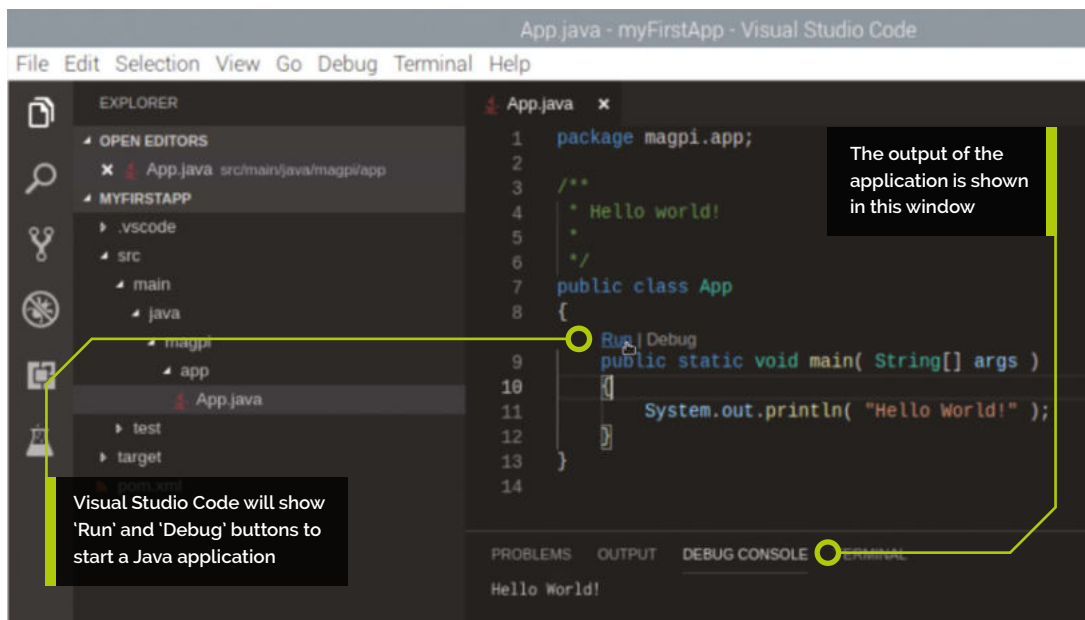 App.java - myFirstApp - Visual Studio Code
File Edit Selection View Go Debug Terminal Help
EXPLORER
OPEN EDITORS
App.java src/main/java/magpi/app
MYFIRSTAPP
.vscode
src
main
java
magpi
app
App.java
test
target
pom.xml
App.java
1 package magpi.app;
2
3 /**
4 * Hello world!
5 *
6 */
7 public class App
8 {
Run | Debug
9 public static void main( String[] args )
10 {
11 System.out.println( "Hello World!" );
12 }
13 }
14
PROBLEMS OUTPUT DEBUG CONSOLE TERMINAL
Hello World!
The output of the
application is shown
in this window
Visual Studio Code will show
‘Run’ and ‘Debug’ buttons to
start a Java application